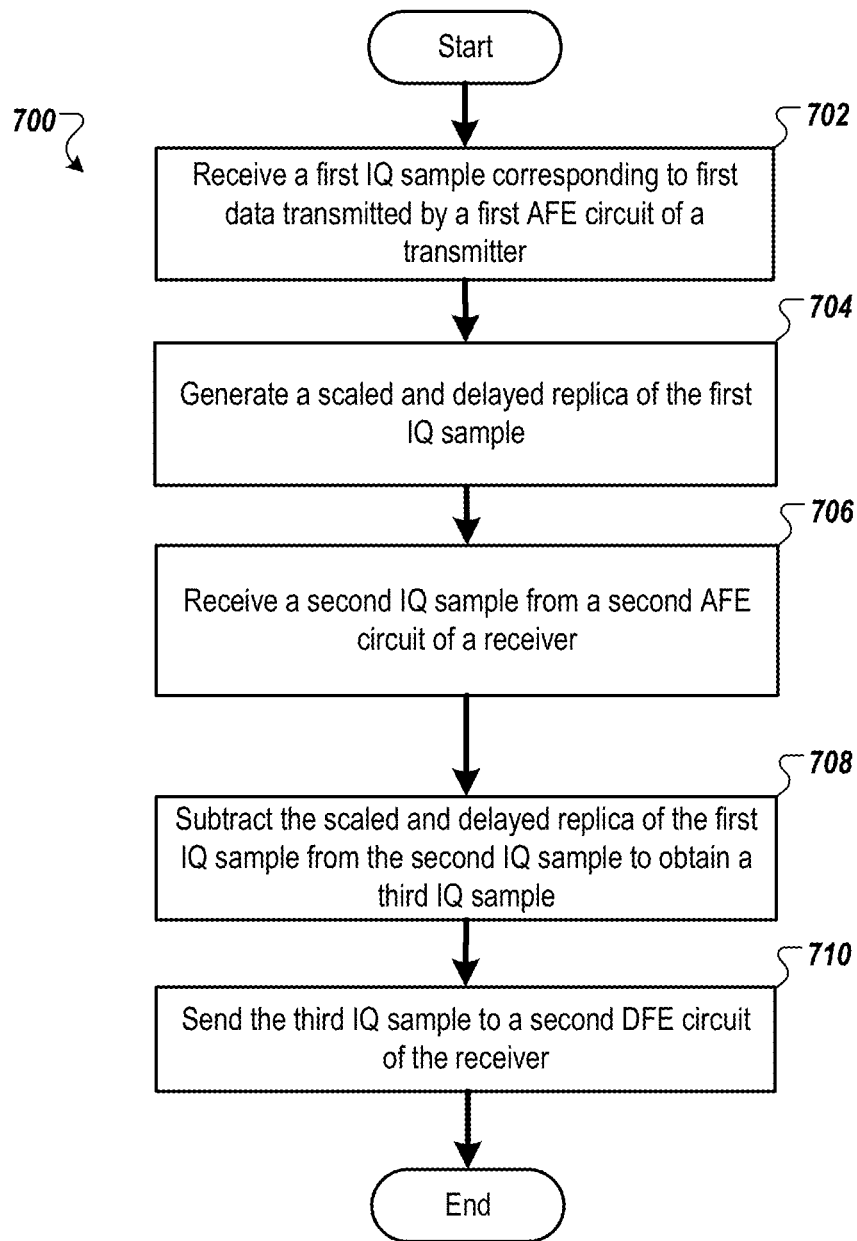 Start
700
702
Receive a first IQ sample corresponding to first
data transmitted by a first AFE circuit of a
transmitter
704
Generate a scaled and delayed replica of the first
IQ sample
706
Receive a second IQ sample from a second AFE
circuit of a receiver
708
Subtract the scaled and delayed replica of the first
IQ sample from the second IQ sample to obtain a
third IQ sample
710
Send the third IQ sample to a second DFE circuit
of the receiver
End